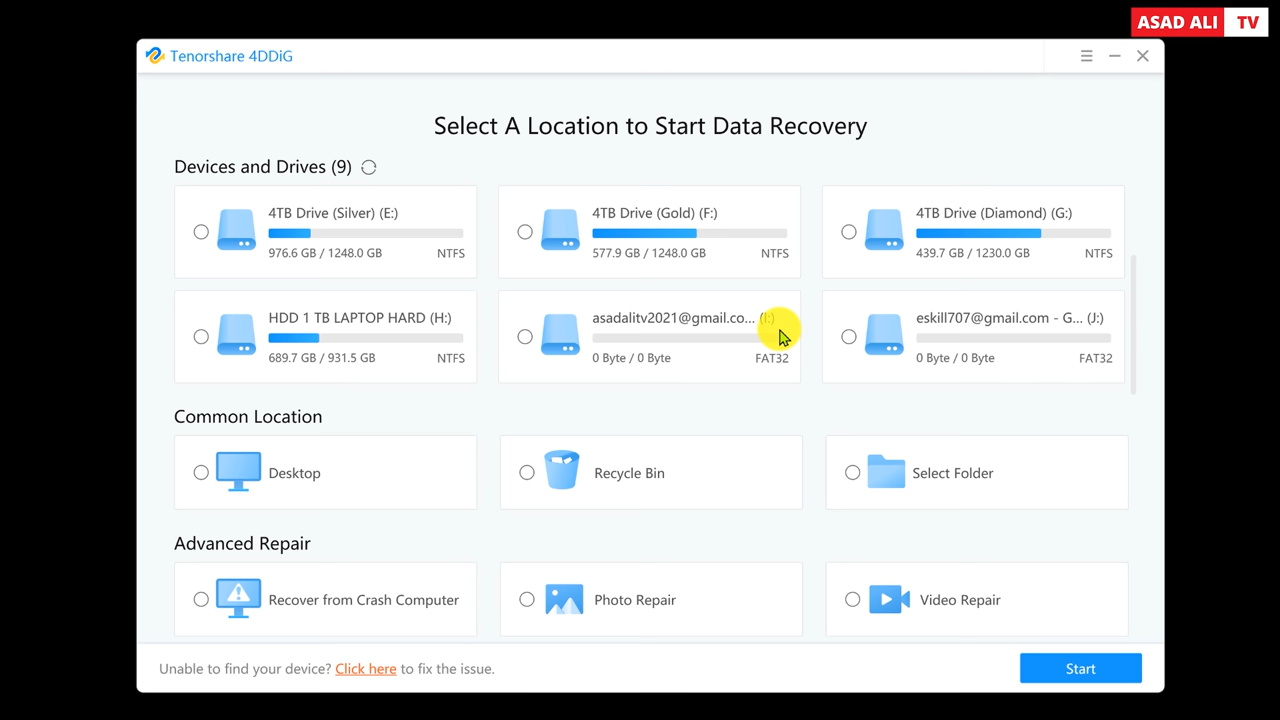 ASAD ALI TV
Tenorshare 4DDiG
Select A Location to Start Data Recovery
Devices and Drives (9)
4TB Drive (Silver) (E:)
976.6 GB / 1248.0 GB NTFS
4TB Drive (Gold) (F:)
577.9 GB / 1248.0 GB NTFS
4TB Drive (Diamond) (G:)
439.7 GB / 1230.0 GB NTFS
HDD 1 TB LAPTOP HARD (H:)
689.7 GB / 931.5 GB NTFS
asadalitv2021@gmail.co... (I:)
0 Byte / 0 Byte FAT32
eskill707@gmail.com - G... (J:)
0 Byte / 0 Byte FAT32
Common Location
Desktop
Recycle Bin
Select Folder
Advanced Repair
Recover from Crash Computer
Photo Repair
Video Repair
Unable to find your device? Click here to fix the issue.
Start